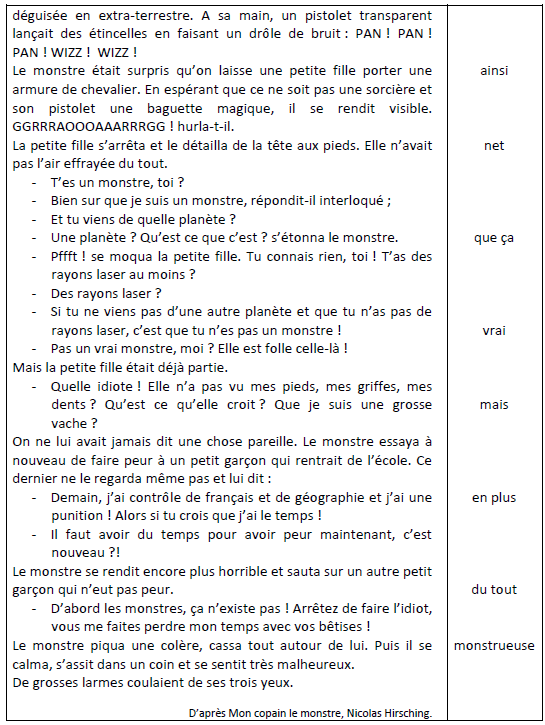 déguisée en extra-terrestre. A sa main, un pistolet transparent
lançait des étincelles en faisant un drôle de bruit : PAN ! PAN !
PAN ! WIZZ ! WIZZ !
Le monstre était surpris qu’on laisse une petite fille porter une ainsi
armure de chevalier. En espérant que ce ne soit pas une sorcière et
son pistolet une baguette magique, il se rendit visible.
GGRRRAOOOAAARRRGG ! hurla-t-il.
La petite fille s’arrêta et le détailla de la tête aux pieds. Elle n’avait net
pas l’air effrayée du tout.
- T’es un monstre, toi ?
- Bien sur que je suis un monstre, répondit-il interloqué ;
- Et tu viens de quelle planète ?
- Une planète ? Qu’est ce que c’est ? s’étonna le monstre. que ça
- Pffft ! se moqua la petite fille. Tu connais rien, toi ! T’as des
rayons laser au moins ?
- Des rayons laser ?
- Si tu ne viens pas d’une autre planète et que tu n’as pas de
rayons laser, c’est que tu n’es pas un monstre ! vrai
- Pas un vrai monstre, moi ? Elle est folle celle-là !
Mais la petite fille était déjà partie.
- Quelle idiote ! Elle n’a pas vu mes pieds, mes griffes, mes
dents ? Qu’est ce qu’elle croit ? Que je suis une grosse mais
vache ?
On ne lui avait jamais dit une chose pareille. Le monstre essaya à
nouveau de faire peur à un petit garçon qui rentrait de l’école. Ce
dernier ne le regarda même pas et lui dit :
- Demain, j’ai contrôle de français et de géographie et j’ai une en plus
punition ! Alors si tu crois que j’ai le temps !
- Il faut avoir du temps pour avoir peur maintenant, c’est
nouveau ?!
Le monstre se rendit encore plus horrible et sauta sur un autre petit
garçon qui n’eut pas peur. du tout
- D’abord les monstres, ça n’existe pas ! Arrêtez de faire l’idiot,
vous me faites perdre mon temps avec vos bêtises !
Le monstre piqua une colère, cassa tout autour de lui. Puis il se monstrueuse
calma, s’assit dans un coin et se sentit très malheureux.
De grosses larmes coulaient de ses trois yeux.
D’après Mon copain le monstre, Nicolas Hirsching.